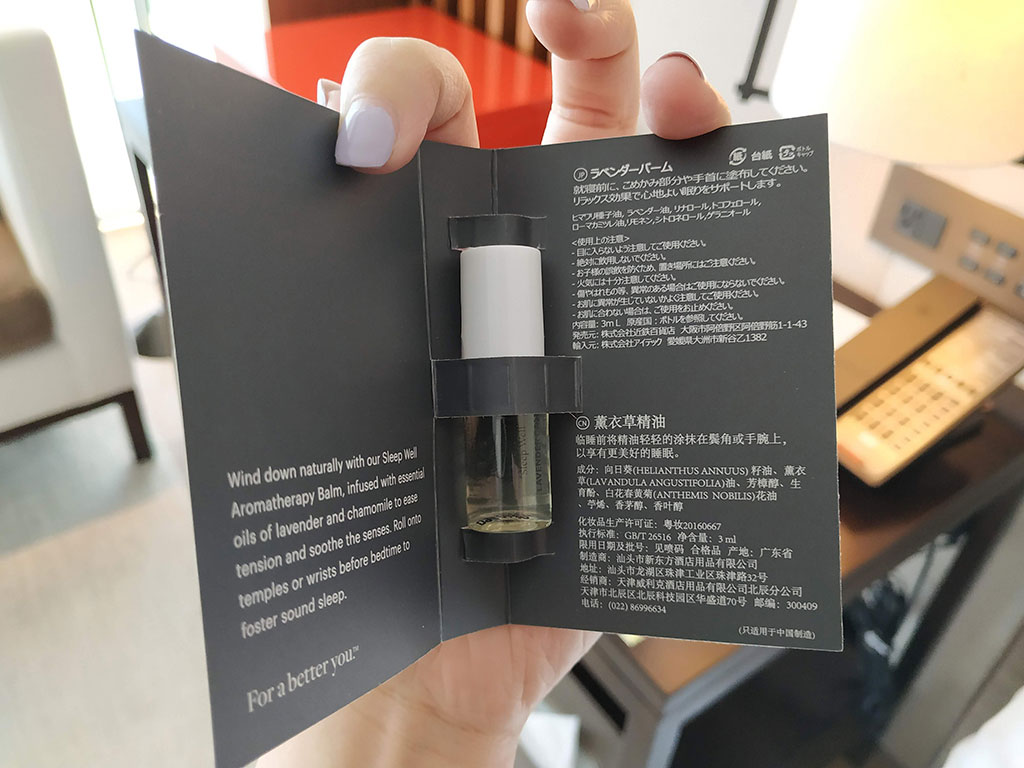 Wind down naturally with our Sleep Well
Aromatherapy Balm, infused with essential
oils of lavender and chamomile to ease
tension and soothe the senses. Roll onto
temples or wrists before bedtime to
foster sound sleep.
For a better you.™
JP ラベンダーバーム
紙 台紙 プラ ボトル キャップ
就寝前に、こめかみ部分や手首に塗布してください。
リラックス効果で心地よい眠りをサポートします。
ヒマワリ種子油, ラベンダー油, リナロール, トコフェロール,
ローマカミツレ油, リモネン, シトロネロール, ゲラニオール
<使用上の注意>
- 目に入らないよう注意してご使用ください。
- 絶対に飲用しないでください。
- お子様の誤飲を防ぐため、置き場所にはご注意ください。
- 火気には十分注意してください。
- 傷やはれもの等、異常のある場合はご使用にならないでください。
- お肌に異常が生じていないかよく注意してご使用ください。
- お肌に合わない場合は、ご使用をお止めください。
内容量: 3mL 原産国: ボトルを参照してください。
発売元: 株式会社近鉄百貨店 大阪市阿倍野区阿倍野筋1-1-43
輸入元: 株式会社アイテック 愛媛県大洲市新谷乙1382
CN 薰衣草精油
临睡前将精油轻轻的涂抹在鬓角或手腕上，
以享有更美好的睡眠。
成分：向日葵(HELIANTHUS ANNUUS) 籽油、薰衣
草(LAVANDULA ANGUSTIFOLIA)油、芳樟醇、生
育酚、白花春黄菊(ANTHEMIS NOBILIS)花油
、苧烯、香茅醇、香叶醇
化妆品生产许可证：粤妆20160667
执行标准：GB/T 26516 净含量：3 ml
限用日期及批号：见喷码 合格品 产地：广东省
制造商：汕头市新东方酒店用品有限公司
地址：汕头市龙湖区珠津工业区珠津路32号
经销商：天津威利克酒店用品有限公司北辰分公司
天津市北辰区北辰科技园区华盛道70号 邮编：300409
电话：(022) 86996634
(只适用于中国制造)